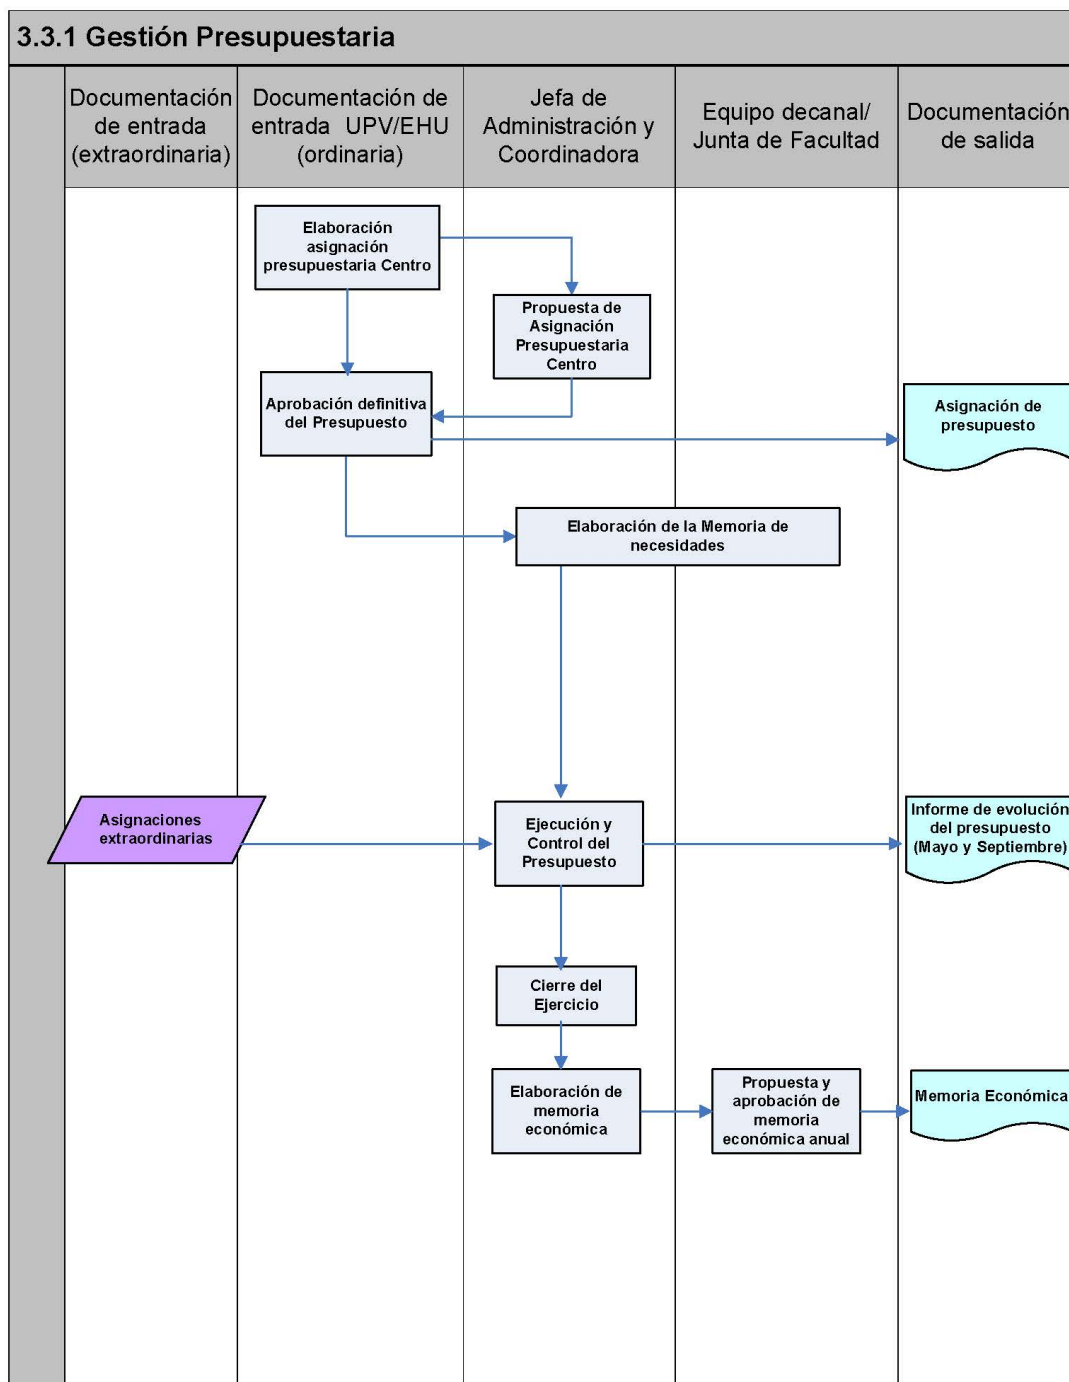 3.3.1 Gestión Presupuestaria
Documentación
de entrada
(extraordinaria)
Documentación de
entrada UPV/EHU
(ordinaria)
Jefa de
Administración y
Coordinadora
Equipo decanal/
Junta de Facultad
Documentación
de salida
Elaboración
asignación
presupuestaria Centro
Propuesta de
Asignación
Presupuestaria
Centro
Aprobación definitiva
del Presupuesto
Asignación de
presupuesto
Elaboración de la Memoria de
necesidades
Asignaciones
extraordinarias
Ejecución y
Control del
Presupuesto
Informe de evolución
del presupuesto
(Mayo y Septiembre)
Cierre del
Ejercicio
Elaboración de
memoria
económica
Propuesta y
aprobación de
memoria
económica anual
Memoria Económica